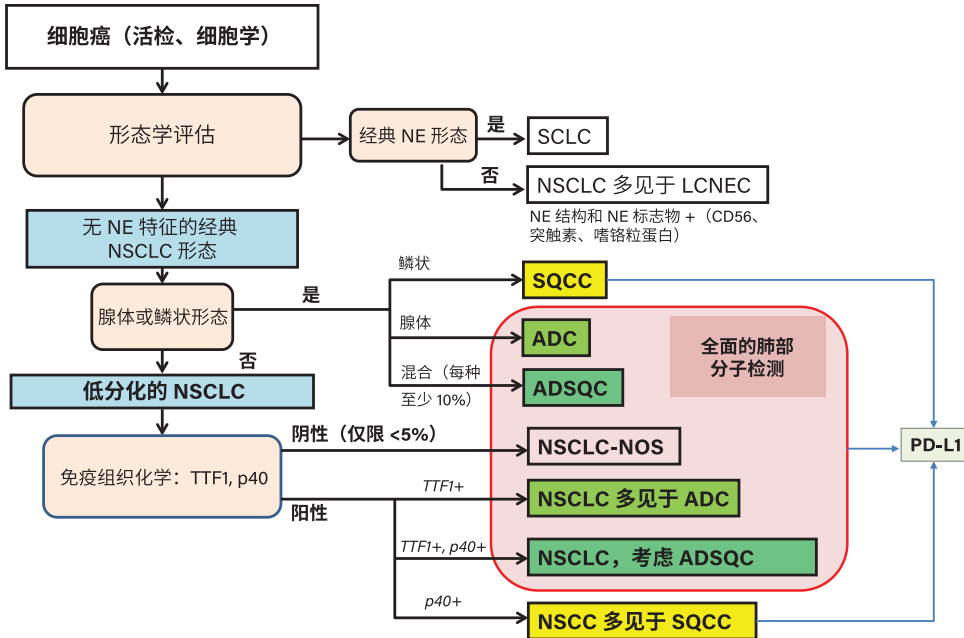 细胞癌（活检、细胞学）
形态学评估
经典 NE 形态
是
SCLC
否
NSCLC 多见于 LCNEC
NE 结构和 NE 标志物 +（CD56、
突触素、嗜铬粒蛋白）
无 NE 特征的经典
NSCLC 形态
腺体或鳞状形态
是
鳞状
SQCC
腺体
ADC
混合（每种
至少 10%）
ADSQC
全面的肺部
分子检测
否
低分化的 NSCLC
免疫组织化学：TTF1, p40
阴性（仅限 <5%）
NSCLC-NOS
阳性
TTF1+
NSCLC 多见于 ADC
TTF1+, p40+
NSCLC，考虑 ADSQC
p40+
NSCC 多见于 SQCC
PD-L1